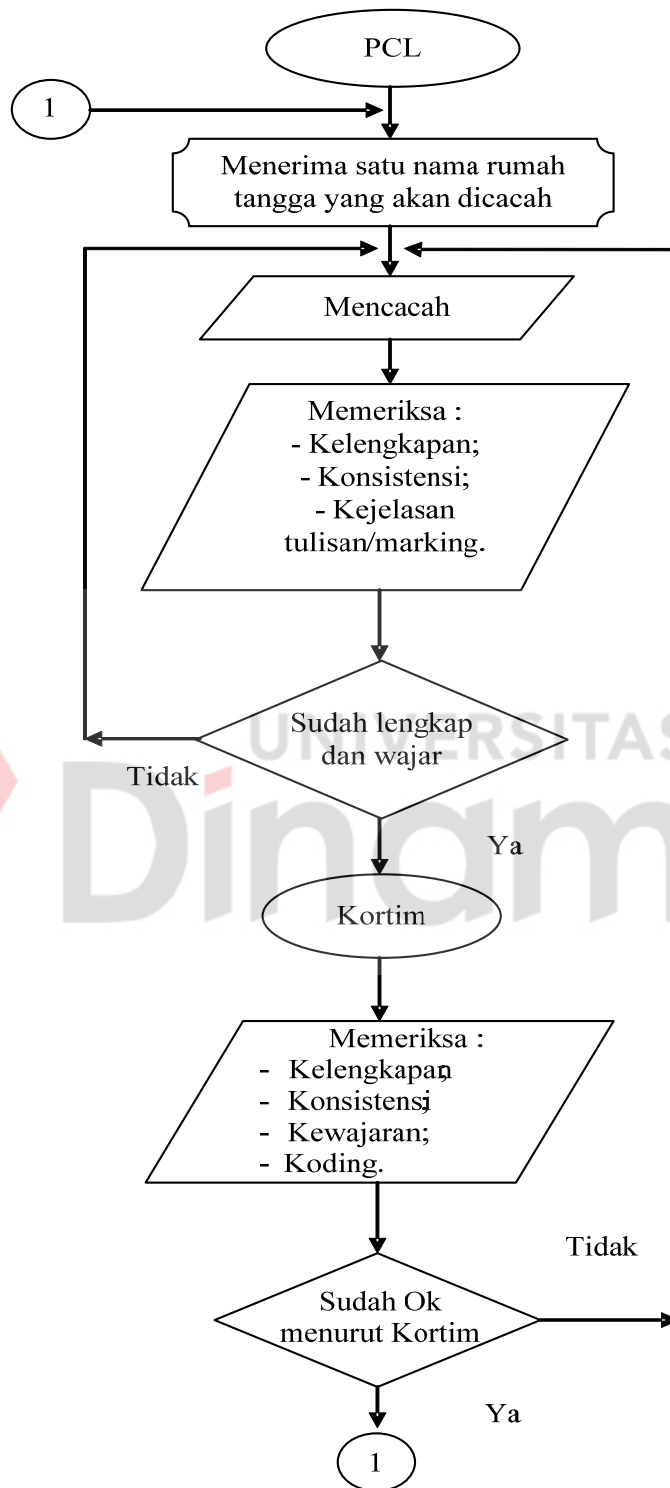 PCL
1
Menerima satu nama rumah
tangga yang akan dicacah
Mencacah
Memeriksa :
- Kelengkapan;
- Konsistensi;
- Kejelasan
tulisan/marking.
Sudah lengkap
dan wajar
Tidak
UNIVERSITAS
Dinam
Ya
Kortim
Memeriksa :
- Kelengkapan;
- Konsistensi;
- Kewajaran;
- Koding.
Tidak
Sudah Ok
menurut Kortim
Ya
1